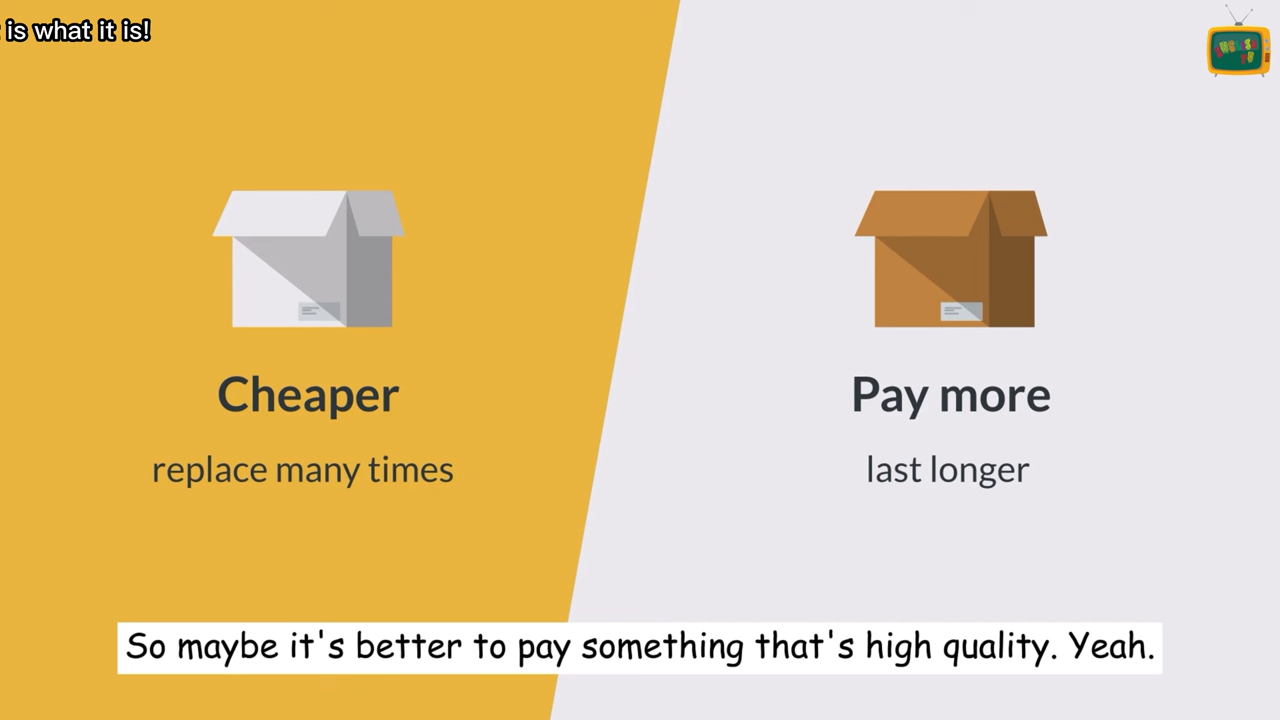 is what it is!
Cheaper
replace many times
Pay more
last longer
So maybe it's better to pay something that's high quality. Yeah.